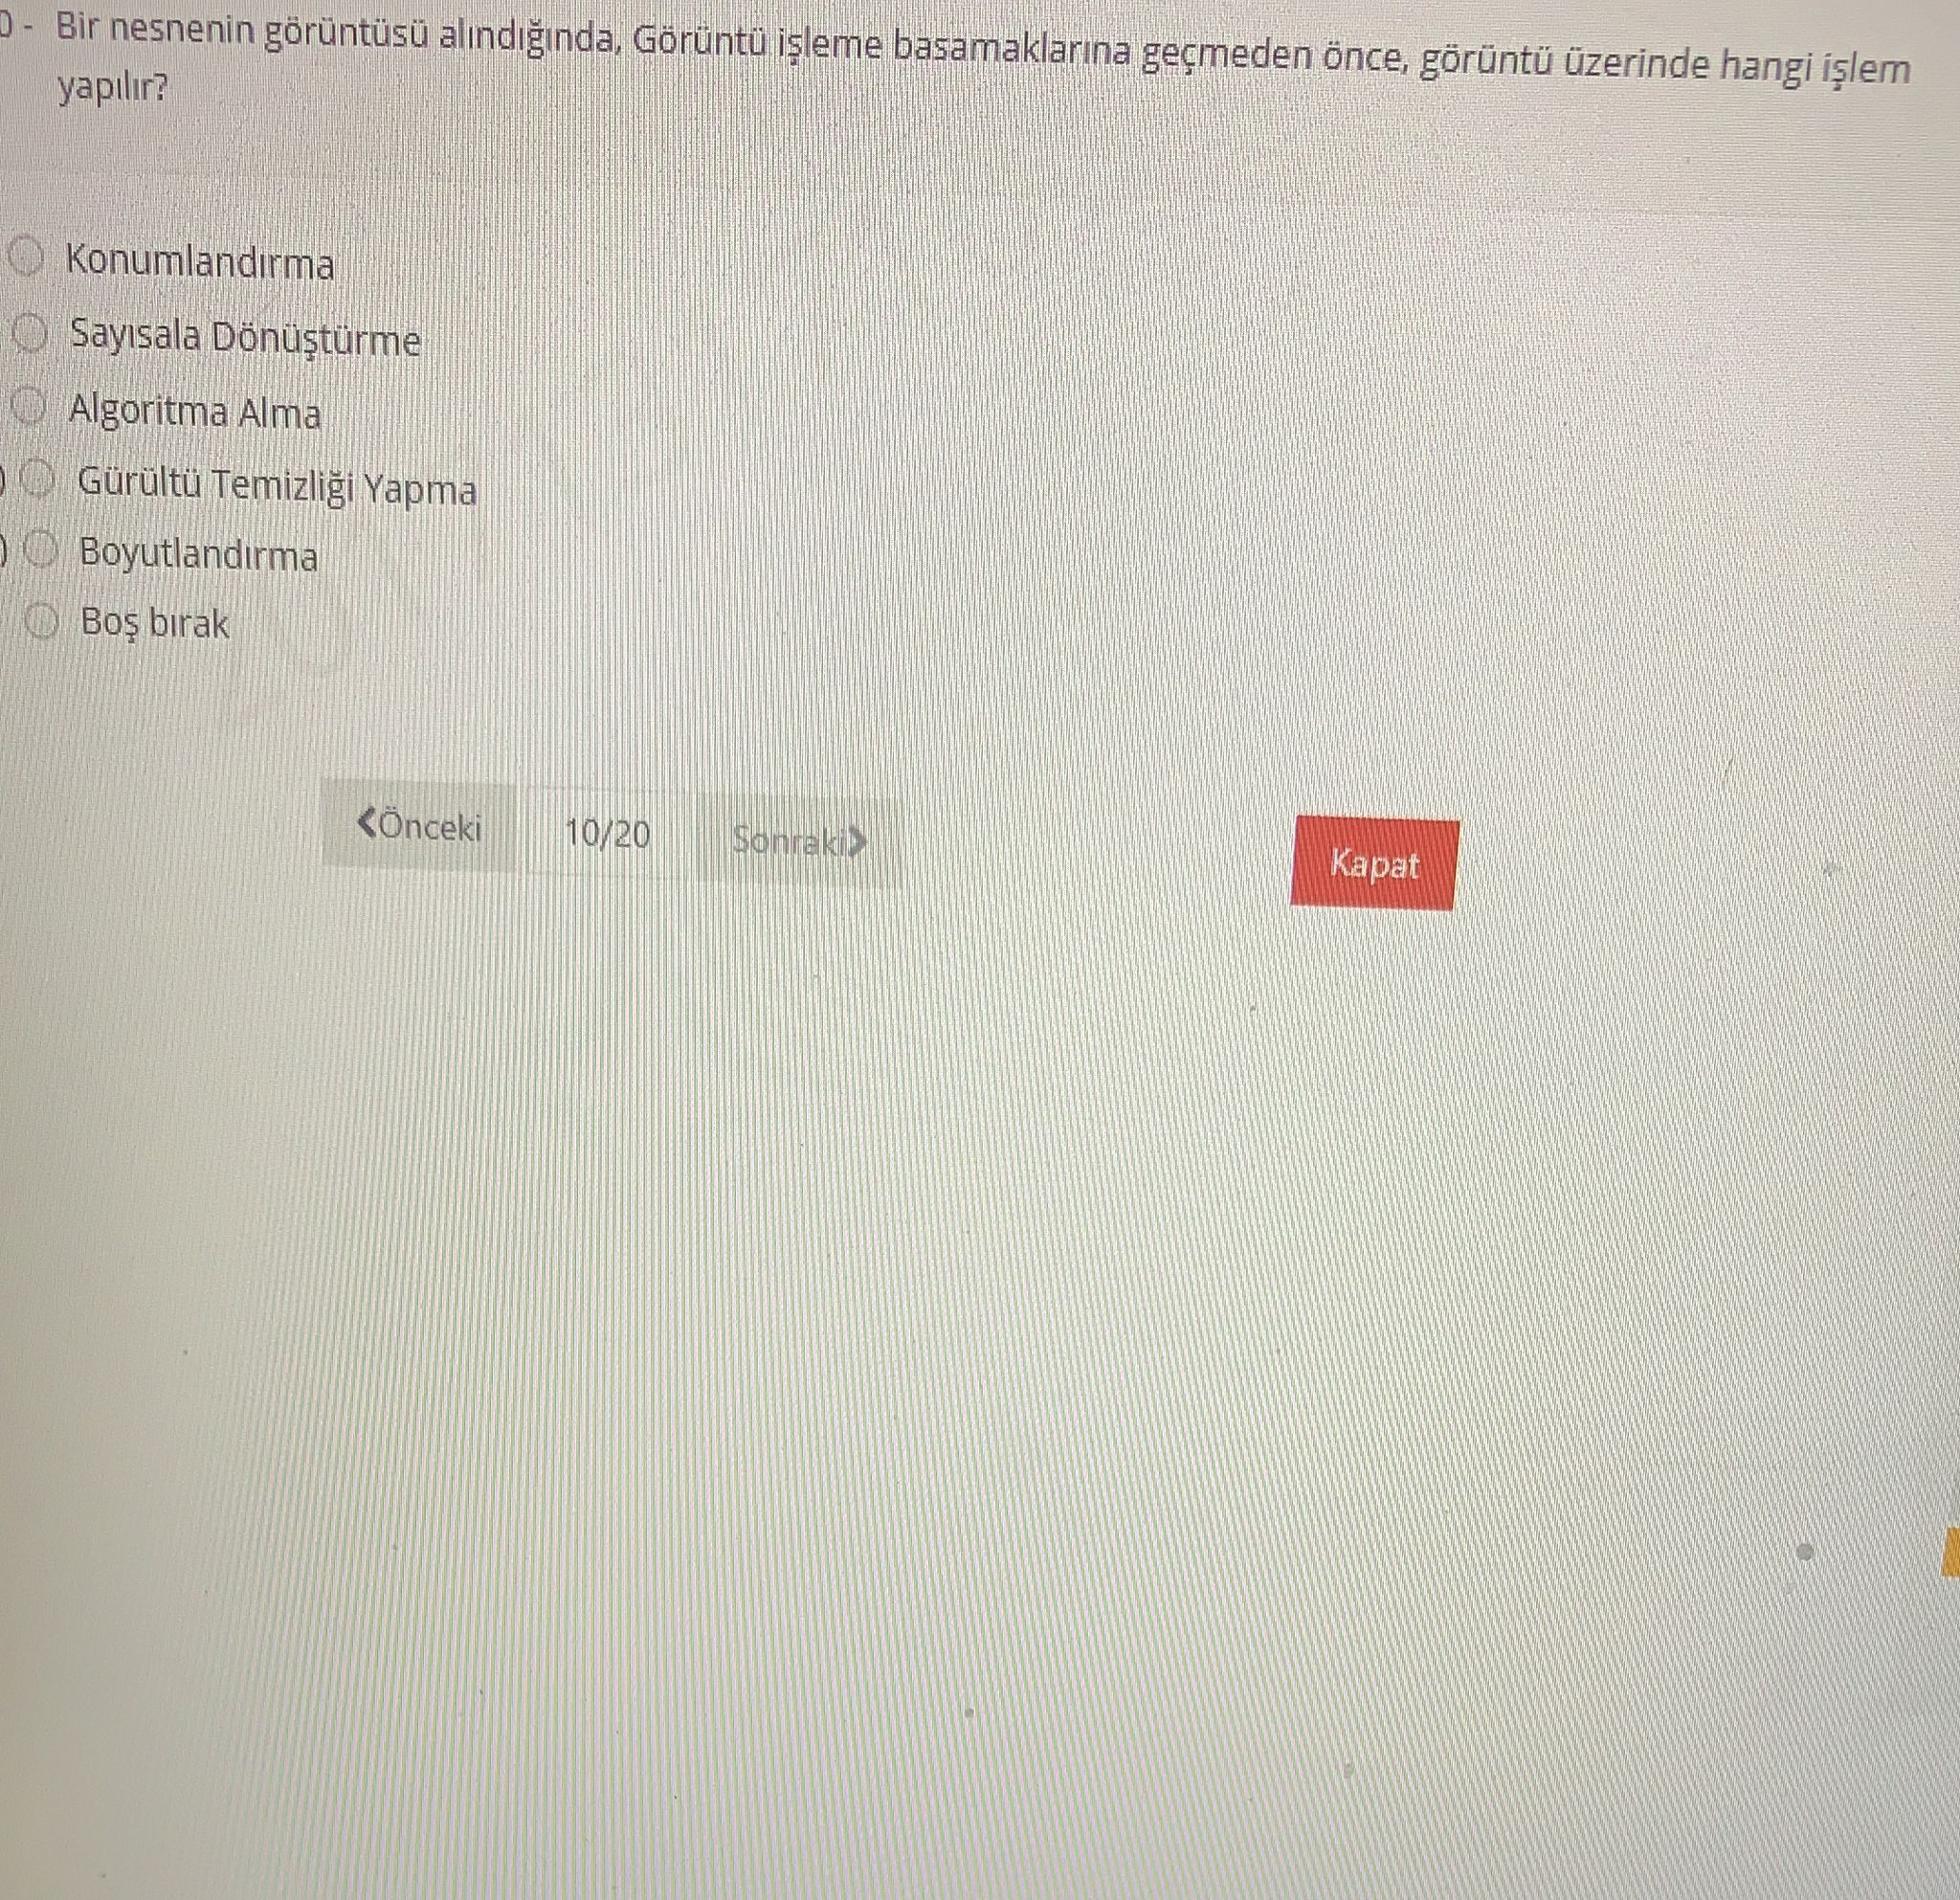 - Bir nesnenin görüntüsü alındığında, Görüntü işleme basamaklarına geçmeden önce, görüntü üzerinde hangi işlem
yapılır?
Konumlandırma
Sayısala Dönüştürme
Algoritma Alma
Gürültü Temizliği Yapma
Boyutlandırma
Boş bırak
Önceki 10/20 Sonraki
Kapat